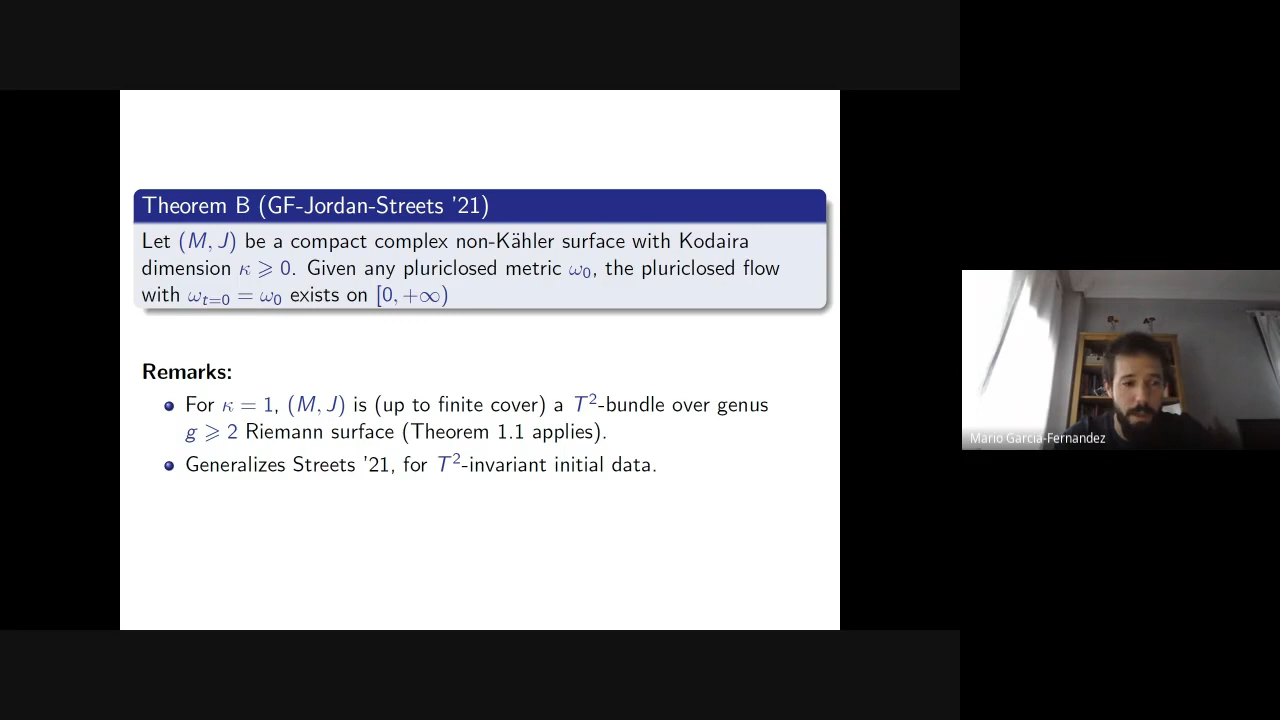 Theorem B (GF-Jordan-Streets '21)
Let (M, J) be a compact complex non-Kähler surface with Kodaira
dimension κ ⩾ 0. Given any pluriclosed metric ω₀, the pluriclosed flow
with ωₜ₌₀ = ω₀ exists on [0, +∞)
Remarks:
For κ = 1, (M, J) is (up to finite cover) a T²-bundle over genus
g ⩾ 2 Riemann surface (Theorem 1.1 applies).
Generalizes Streets '21, for T²-invariant initial data.
Mario Garcia-Fernandez